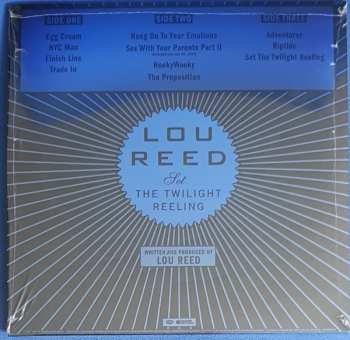 SIDE ONE
Egg Cream
NYC Man
Finish Line
Trade In
SIDE TWO
Hang On To Your Emotions
Sex With Your Parents Part II
HookyWooky
The Proposition
SIDE THREE
Adventurer
Riptide
Set The Twilight Reeling
LOU
REED
Set
THE TWILIGHT
REELING
WRITTEN AND PRODUCED BY
LOU REED